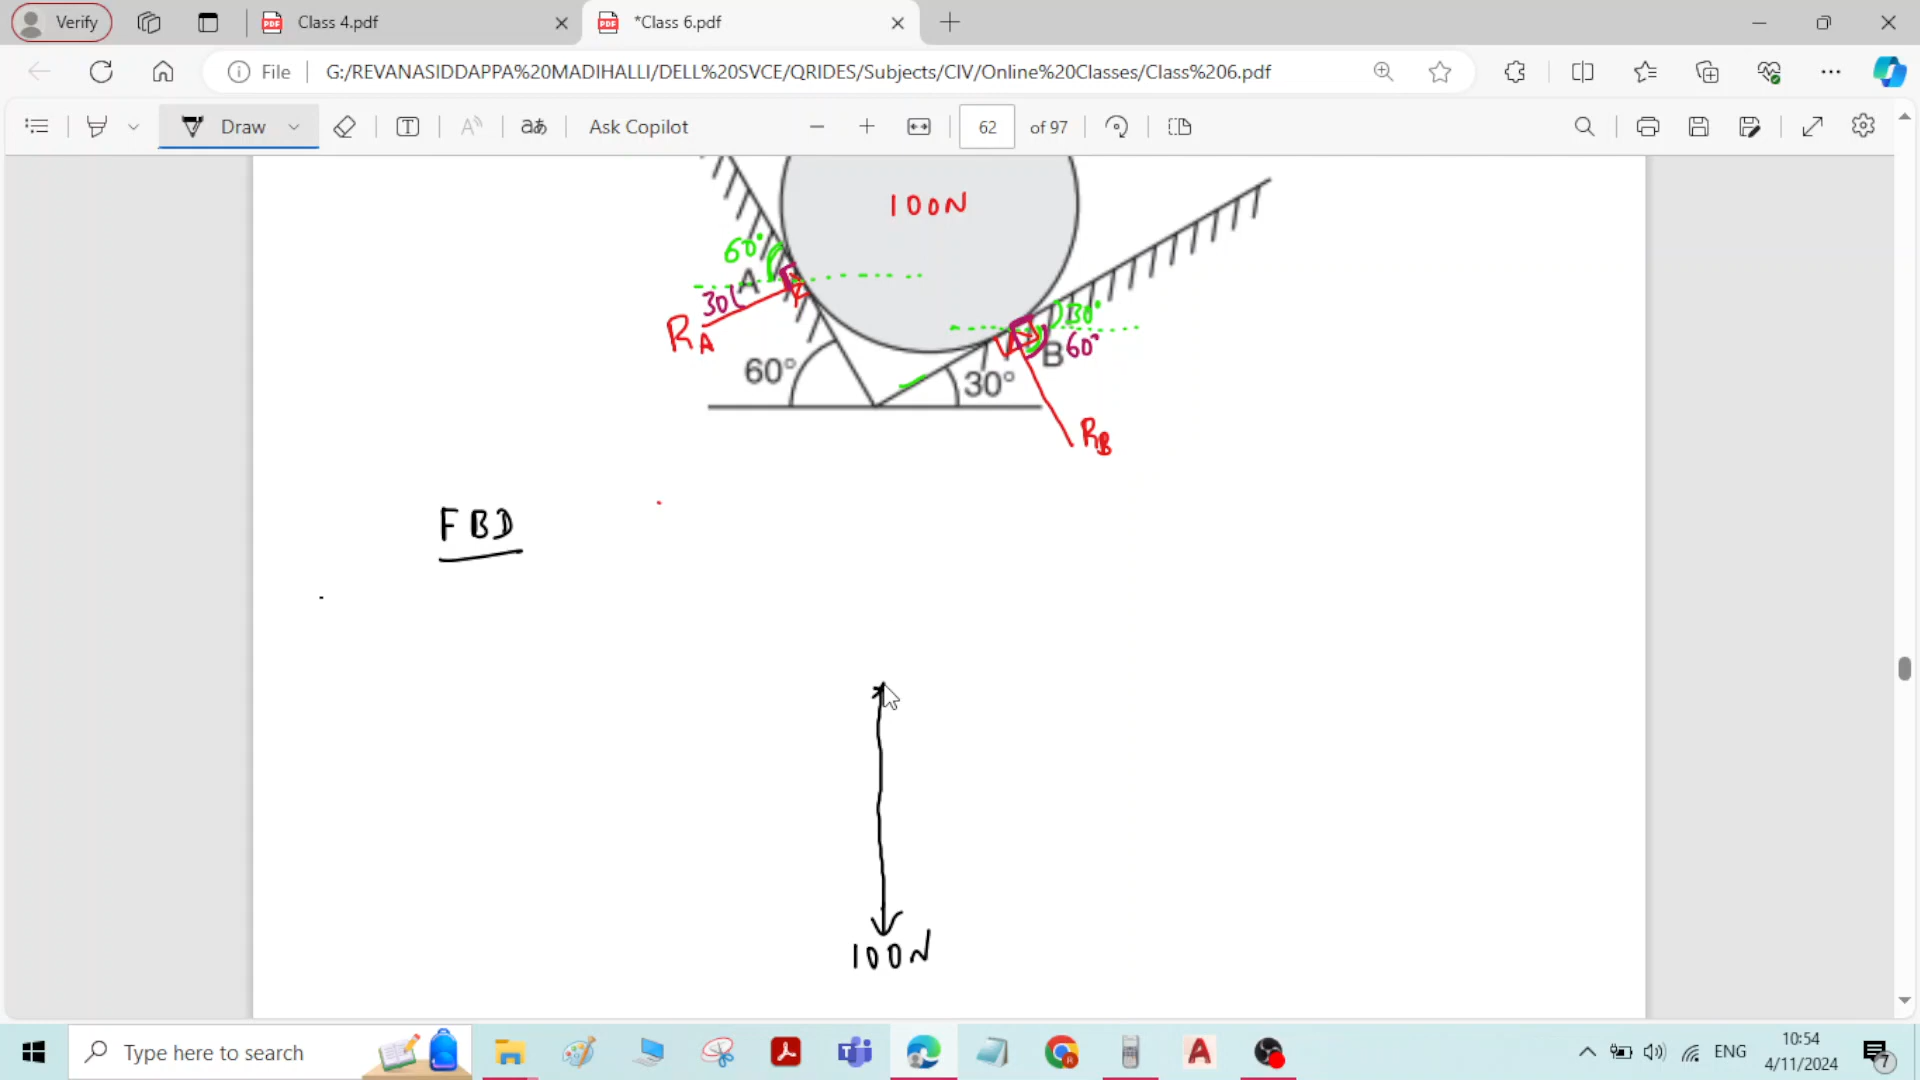 Verify
Class 4.pdf
*Class 6.pdf
File
G:/REVANASIDDAPPA%20MADIHALLI/DELL%20SVCE/QRIDES/Subjects/CIV/Online%20Classes/Class%206.pdf
Draw
Ask Copilot
62
of 97
100N
60°
A
30
RA
60°
30°
30°
B
60°
RB
FBD
100N
Type here to search
ENG
10:54
4/11/2024
7